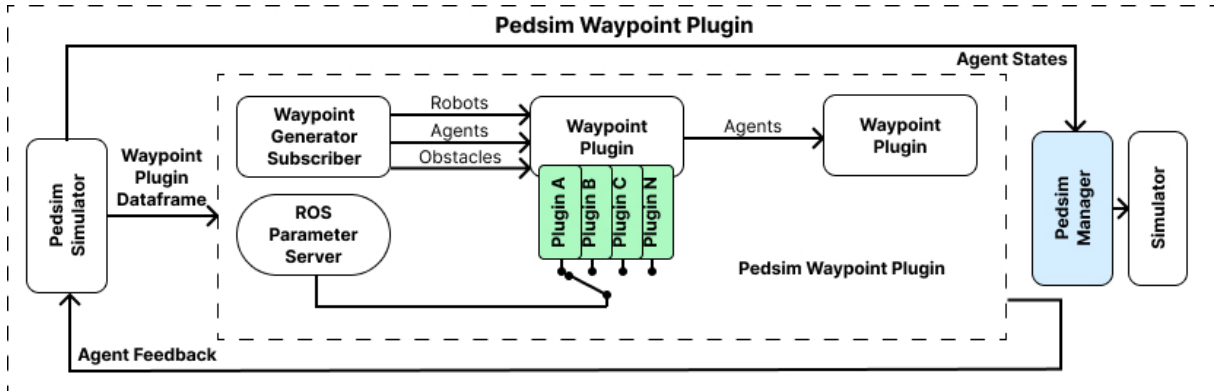 Pedsim Waypoint Plugin
Agent States
Waypoint
Generator
Subscriber
Robots
Agents
Obstacles
Waypoint
Plugin
Agents
Waypoint
Plugin
Pedsim
Simulator
Waypoint
Plugin
Dataframe
ROS
Parameter
Server
Plugin A
Plugin B
Plugin C
Plugin N
Pedsim Waypoint Plugin
Pedsim
Manager
Simulator
Agent Feedback